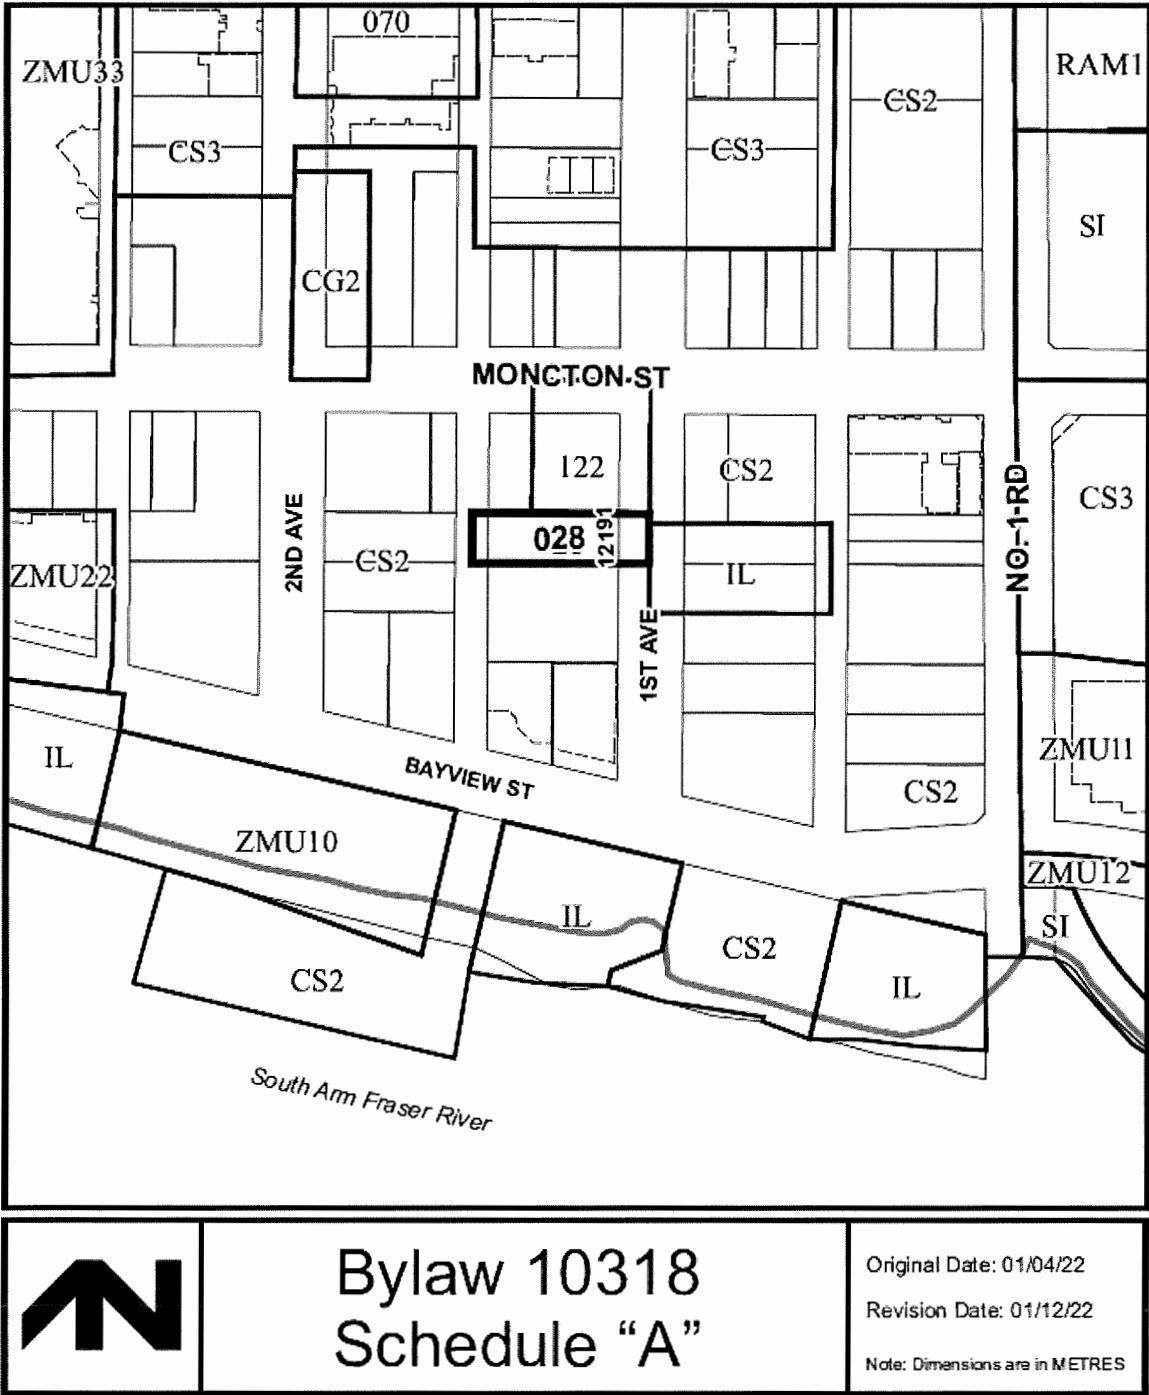 070
ZMU33
RAM1
CS2
CS3
CS3
SI
CG2
MONCTON ST
122
CS2
NO. 1 RD
CS3
2ND AVE
028
12191
CS2
ZMU22
IL
1ST AVE
IL
BAYVIEW ST
ZMU11
CS2
ZMU10
ZMU12
IL
CS2
SI
CS2
IL
South Arm Fraser River
Bylaw 10318
Schedule “A”
Original Date: 01/04/22
Revision Date: 01/12/22
Note: Dimensions are in METRES